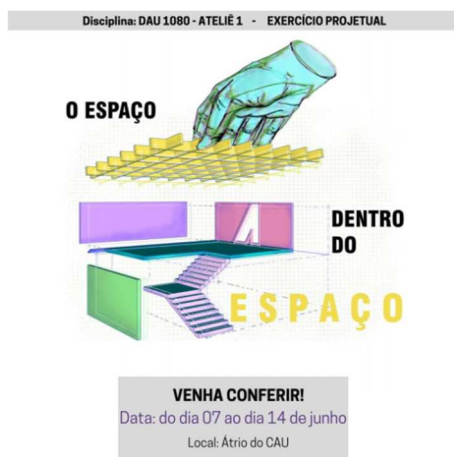 Disciplina: DAU 1080 - ATELIÊ 1 - EXERCÍCIO PROJETUAL
O ESPAÇO
DENTRO
DO
ESPAÇO
VENHA CONFERIR!
Data: do dia 07 ao dia 14 de junho
Local: Átrio do CAU